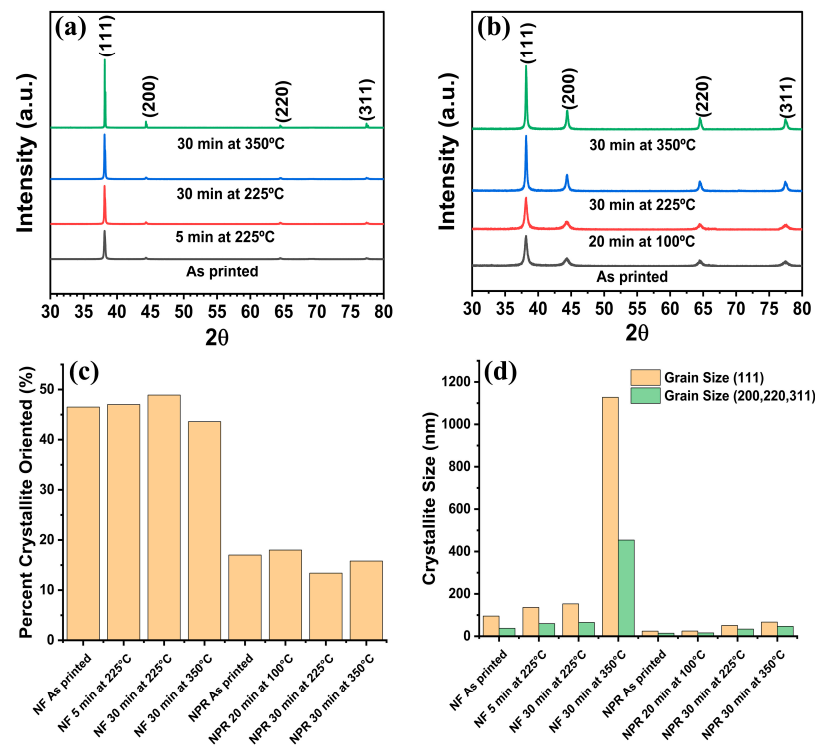 (a)
(111)
(200)
(220)
(311)
30 min at 350ºC
30 min at 225ºC
5 min at 225ºC
As printed
Intensity (a.u.)
30 35 40 45 50 55 60 65 70 75 80
2θ
(b)
(111)
(200)
(220)
(311)
30 min at 350ºC
30 min at 225ºC
20 min at 100ºC
As printed
Intensity (a.u.)
30 35 40 45 50 55 60 65 70 75 80
2θ
(c)
Percent Crystallite Oriented (%)
50
40
30
20
10
0
NF As printed
NF 5 min at 225°C
NF 30 min at 225°C
NF 30 min at 350°C
NPR As printed
NPR 20 min at 100°C
NPR 30 min at 225°C
NPR 30 min at 350°C
(d)
Grain Size (111)
Grain Size (200,220,311)
Crystallite Size (nm)
1200
1000
800
600
400
200
0
NF As printed
NF 5 min at 225°C
NF 30 min at 225°C
NF 30 min at 350°C
NPR As printed
NPR 20 min at 100°C
NPR 30 min at 225°C
NPR 30 min at 350°C